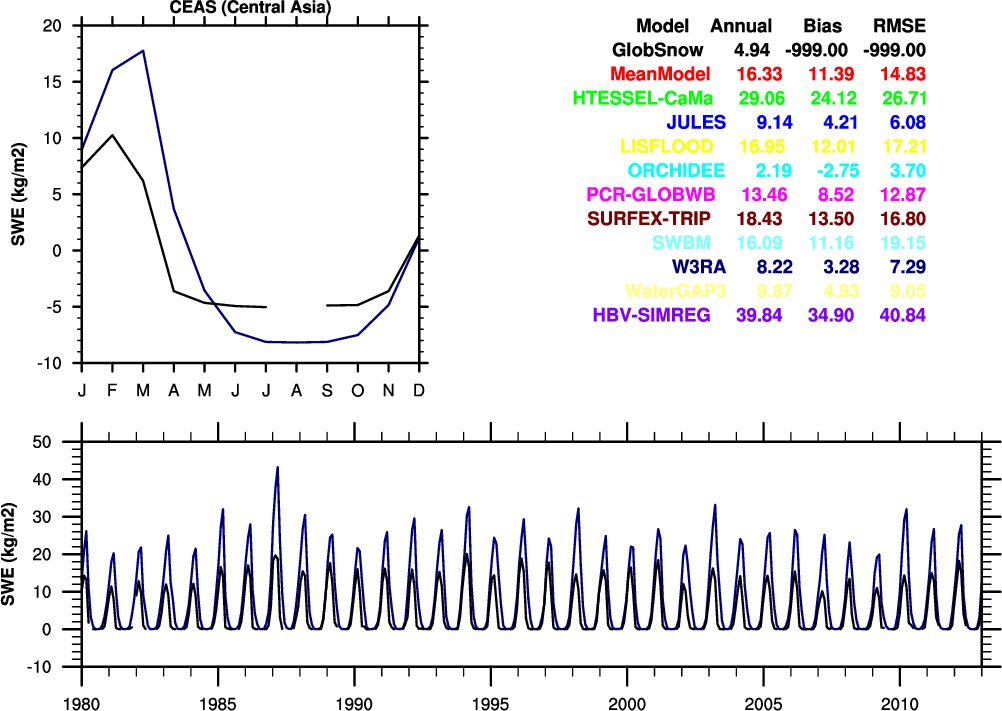 CEAS (Central Asia)
20
15
10
5
0
-5
-10
SWE (kg/m2)
J F M A M J J A S O N D
Model Annual Bias RMSE
GlobSnow 4.94 -999.00 -999.00
MeanModel 16.33 11.39 14.83
HTESSEL-CaMa 29.06 24.12 26.71
JULES 9.14 4.21 6.08
LISFLOOD 16.95 12.01 17.21
ORCHIDEE 2.19 -2.75 3.70
PCR-GLOBWB 13.46 8.52 12.87
SURFEX-TRIP 18.43 13.50 16.80
SWBM 16.09 11.16 19.15
W3RA 8.22 3.28 7.29
WaterGAP3 9.87 4.93 9.05
HBV-SIMREG 39.84 34.90 40.84
50
40
30
20
10
0
-10
SWE (kg/m2)
1980 1985 1990 1995 2000 2005 2010